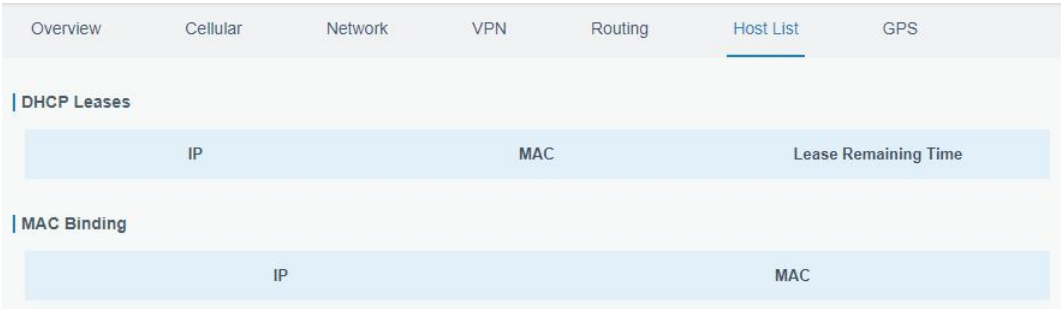 Overview Cellular Network VPN Routing Host List GPS
DHCP Leases
IP MAC Lease Remaining Time
MAC Binding
IP MAC